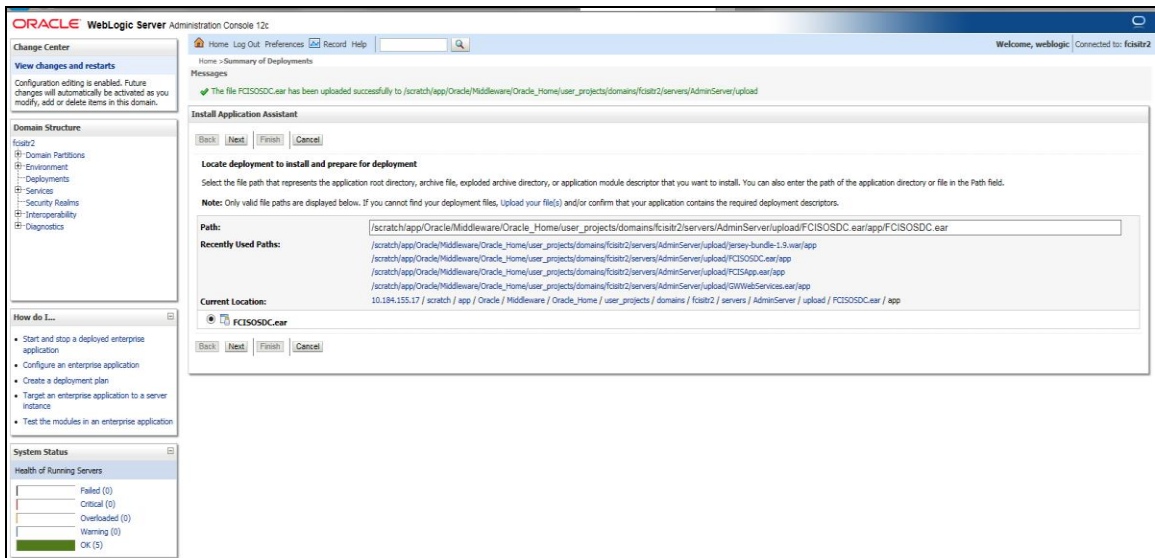 ORACLE WebLogic Server Administration Console 12c
Change Center
View changes and restarts
Configuration editing is enabled. Future
changes will automatically be activated as you
modify, add or delete items in this domain.
Domain Structure
fcisitr2
Domain Partitions
Environment
Deployments
Services
Security Realms
Interoperability
Diagnostics
How do I...
Start and stop a deployed enterprise
application
Configure an enterprise application
Create a deployment plan
Target an enterprise application to a server
instance
Test the modules in an enterprise application
System Status
Health of Running Servers
Failed (0)
Critical (0)
Overloaded (0)
Warning (0)
OK (5)
Home Log Out Preferences Record Help
Welcome, weblogic Connected to: fcisitr2
Home >Summary of Deployments
Messages
The file FCISOSDC.ear has been uploaded successfully to /scratch/app/Oracle/Middleware/Oracle_Home/user_projects/domains/fcisitr2/servers/AdminServer/upload
Install Application Assistant
Back Next Finish Cancel
Locate deployment to install and prepare for deployment
Select the file path that represents the application root directory, archive file, exploded archive directory, or application module descriptor that you want to install. You can also enter the path of the application directory or file in the Path field.
Note: Only valid file paths are displayed below. If you cannot find your deployment files, Upload your file(s) and/or confirm that your application contains the required deployment descriptors.
Path: /scratch/app/Oracle/Middleware/Oracle_Home/user_projects/domains/fcisitr2/servers/AdminServer/upload/FCISOSDC.ear/app/FCISOSDC.ear
Recently Used Paths: /scratch/app/Oracle/Middleware/Oracle_Home/user_projects/domains/fcisitr2/servers/AdminServer/upload/jersey-bundle-1.9.war/app
/scratch/app/Oracle/Middleware/Oracle_Home/user_projects/domains/fcisitr2/servers/AdminServer/upload/FCISOSDC.ear/app
/scratch/app/Oracle/Middleware/Oracle_Home/user_projects/domains/fcisitr2/servers/AdminServer/upload/FCISApp.ear/app
/scratch/app/Oracle/Middleware/Oracle_Home/user_projects/domains/fcisitr2/servers/AdminServer/upload/GWWebServices.ear/app
Current Location: 10.184.155.17 / scratch / app / Oracle / Middleware / Oracle_Home / user_projects / domains / fcisitr2 / servers / AdminServer / upload / FCISOSDC.ear / app
FCISOSDC.ear
Back Next Finish Cancel